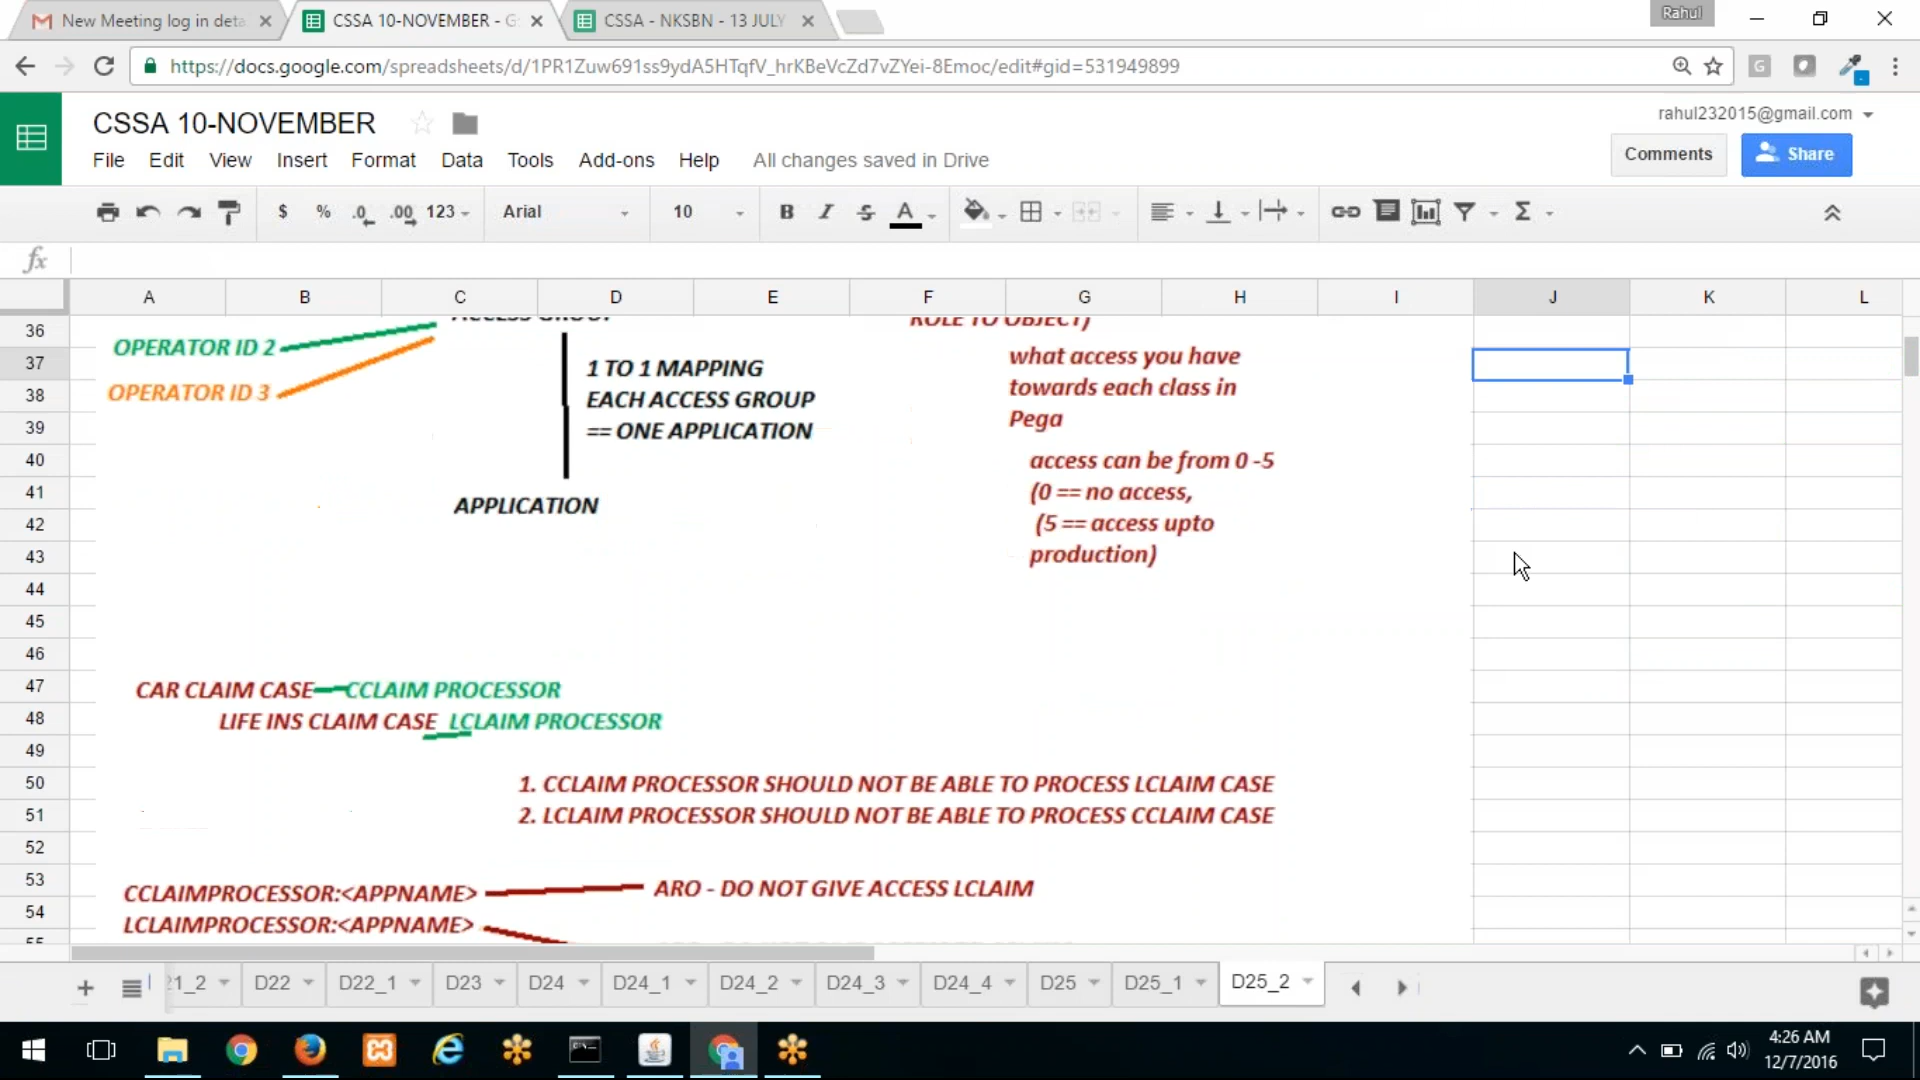 New Meeting log in deta
CSSA 10-NOVEMBER - G
CSSA - NKSBN - 13 JULY
Rahul
https://docs.google.com/spreadsheets/d/1PR1Zuw691ss9ydA5HTqfV_hrKBeVcZd7vZYei-8Emoc/edit#gid=531949899
CSSA 10-NOVEMBER
rahul232015@gmail.com
File Edit View Insert Format Data Tools Add-ons Help All changes saved in Drive
Comments
Share
$ % .0 .00 123 Arial 10 B I S A Σ
fx
A B C D E F G H I J K L
36
37
38
39
40
41
42
43
44
45
46
47
48
49
50
51
52
53
54
55
ACCESS GROUP
ROLE TO OBJECT)
OPERATOR ID 2
OPERATOR ID 3
1 TO 1 MAPPING
EACH ACCESS GROUP
== ONE APPLICATION
APPLICATION
what access you have
towards each class in
Pega
access can be from 0 -5
(0 == no access,
(5 == access upto
production)
CAR CLAIM CASE CCLAIM PROCESSOR
LIFE INS CLAIM CASE LCLAIM PROCESSOR
1. CCLAIM PROCESSOR SHOULD NOT BE ABLE TO PROCESS LCLAIM CASE
2. LCLAIM PROCESSOR SHOULD NOT BE ABLE TO PROCESS CCLAIM CASE
CCLAIMPROCESSOR:<APPNAME> ARO - DO NOT GIVE ACCESS LCLAIM
LCLAIMPROCESSOR:<APPNAME>
21_2 D22 D22_1 D23 D24 D24_1 D24_2 D24_3 D24_4 D25 D25_1 D25_2
4:26 AM
12/7/2016